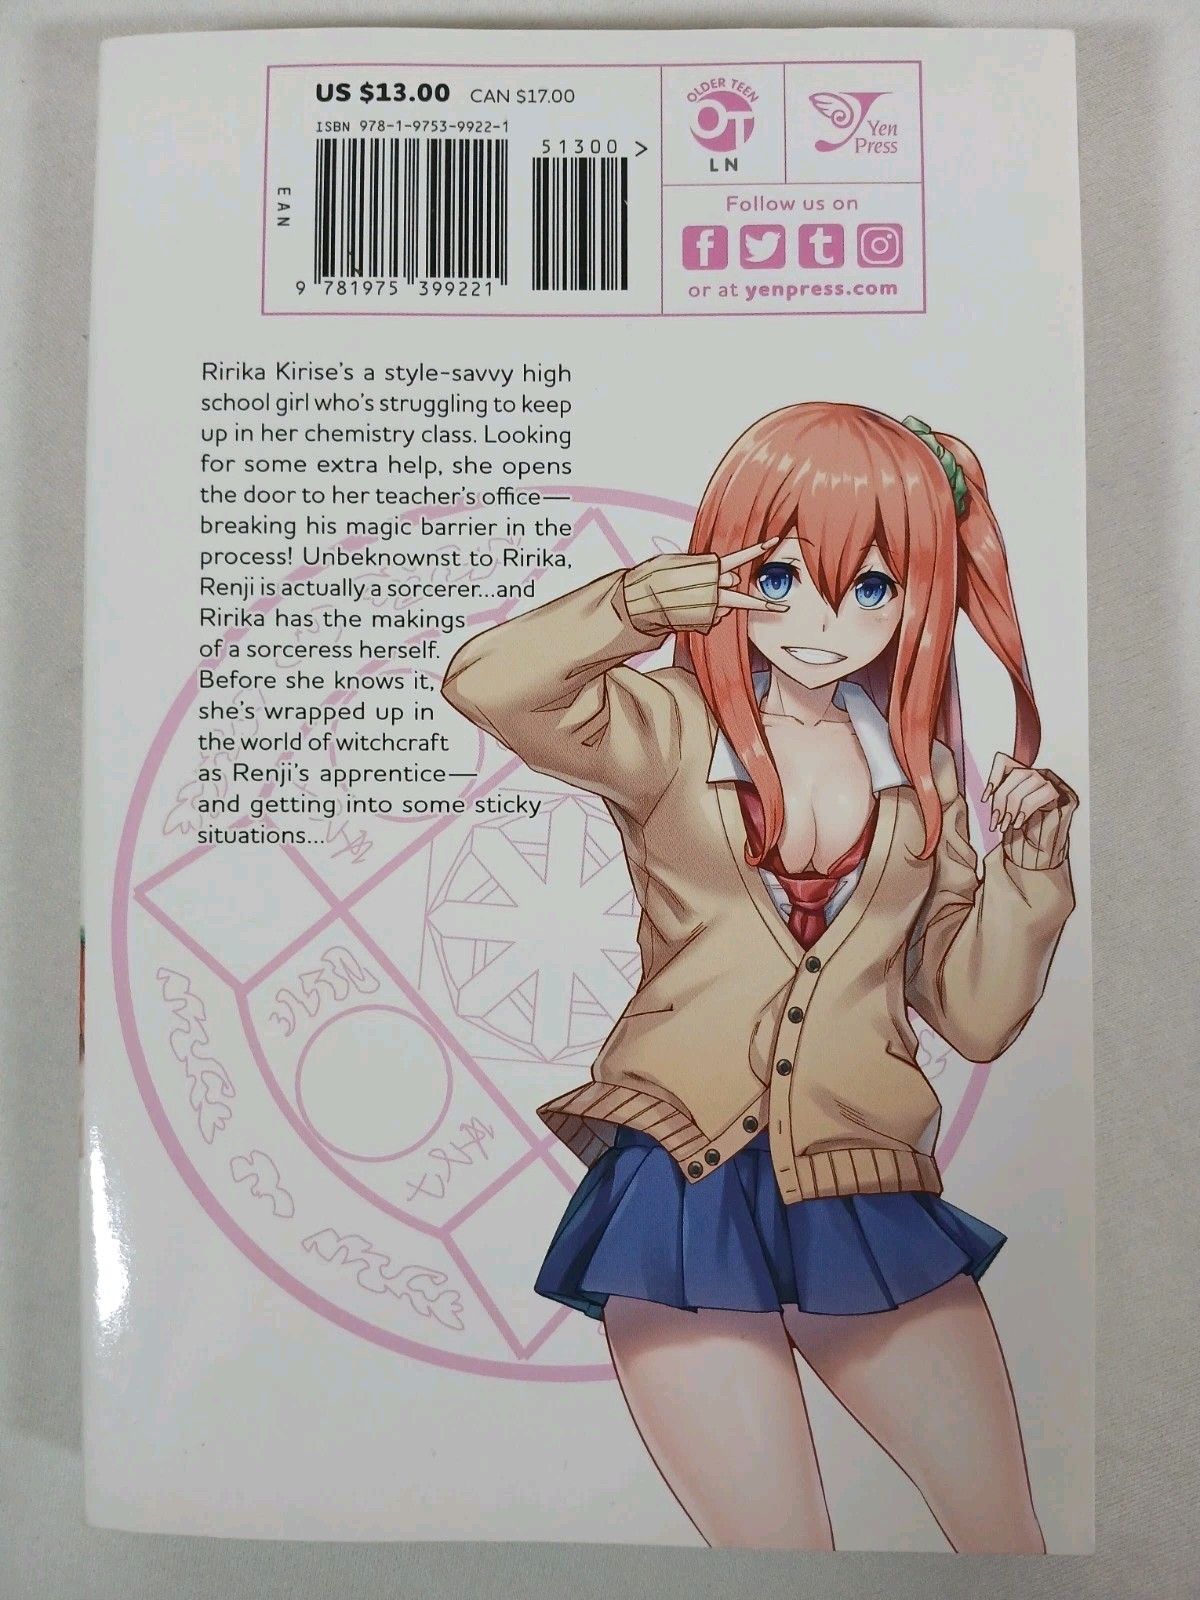 US $13.00 CAN $17.00
ISBN 978-1-9753-9922-1
51300 >
EAN
9 781975 399221
OLDER TEEN
OT
LN
Yen
Press
Follow us on
f t
or at yenpress.com
Ririka Kirise's a style-savvy high
school girl who's struggling to keep
up in her chemistry class. Looking
for some extra help, she opens
the door to her teacher's office—
breaking his magic barrier in the
process! Unbeknownst to Ririka,
Renji is actually a sorcerer...and
Ririka has the makings
of a sorceress herself.
Before she knows it,
she's wrapped up in
the world of witchcraft
as Renji's apprentice—
and getting into some sticky
situations...